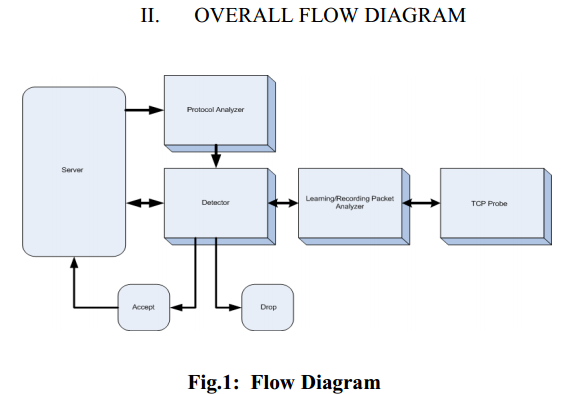 II. OVERALL FLOW DIAGRAM
Protocol Analyzer
Server
Detector
Learning/Recording Packet
Analyzer
TCP Probe
Accept
Drop
Fig.1: Flow Diagram